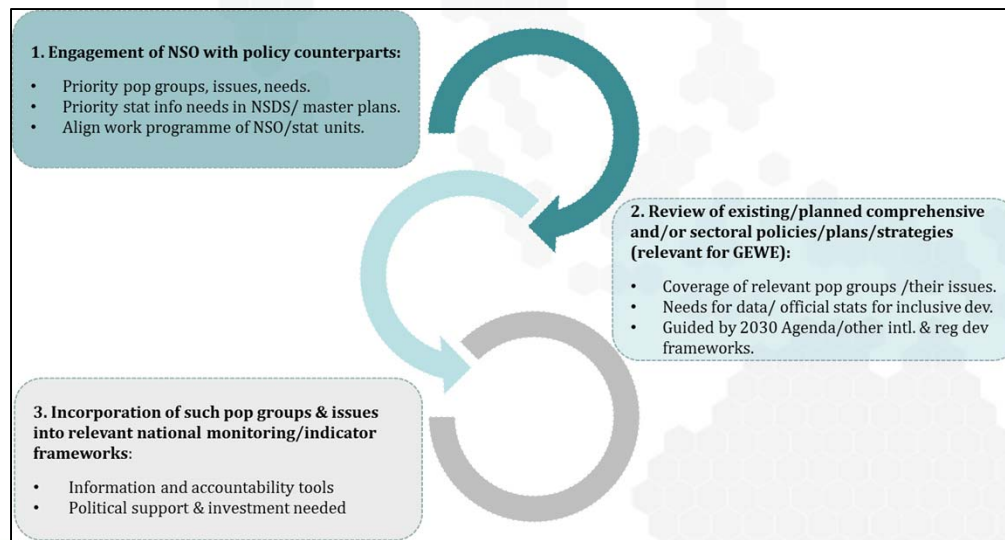 1. Engagement of NSO with policy counterparts:
• Priority pop groups, issues, needs.
• Priority stat info needs in NSDS/ master plans.
• Align work programme of NSO/stat units.
2. Review of existing/planned comprehensive
and/or sectoral policies/plans/strategies
(relevant for GEWE):
• Coverage of relevant pop groups /their issues.
• Needs for data/ official stats for inclusive dev.
• Guided by 2030 Agenda/other intl. & reg dev
frameworks.
3. Incorporation of such pop groups & issues
into relevant national monitoring/indicator
frameworks:
• Information and accountability tools
• Political support & investment needed